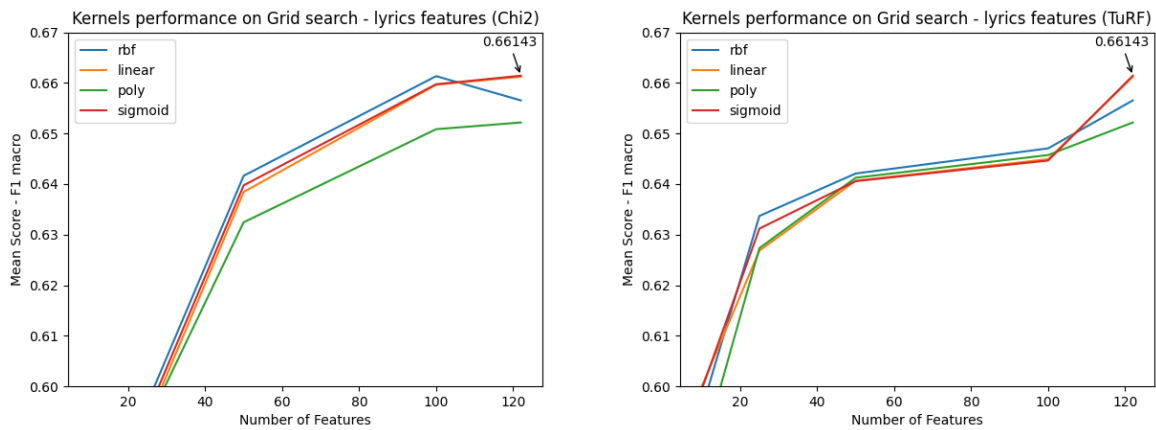 Kernels performance on Grid search - lyrics features (Chi2)
0.67
0.66
0.65
0.64
0.63
0.62
0.61
0.60
Mean Score - F1 macro
rbf
linear
poly
sigmoid
0.66143
20
40
60
80
100
120
Number of Features
Kernels performance on Grid search - lyrics features (TuRF)
0.67
0.66
0.65
0.64
0.63
0.62
0.61
0.60
Mean Score - F1 macro
rbf
linear
poly
sigmoid
0.66143
20
40
60
80
100
120
Number of Features